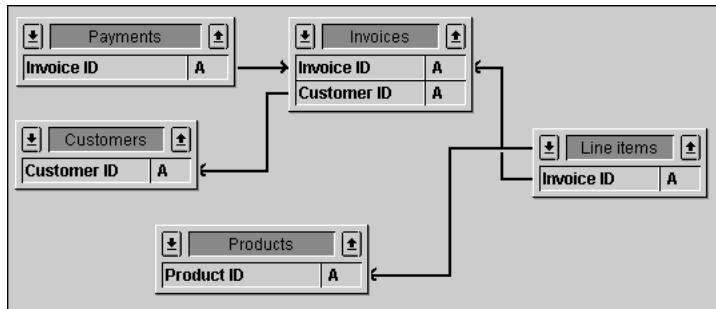 Payments
Invoice ID A
Invoices
Invoice ID A
Customer ID A
Customers
Customer ID A
Line items
Invoice ID A
Products
Product ID A